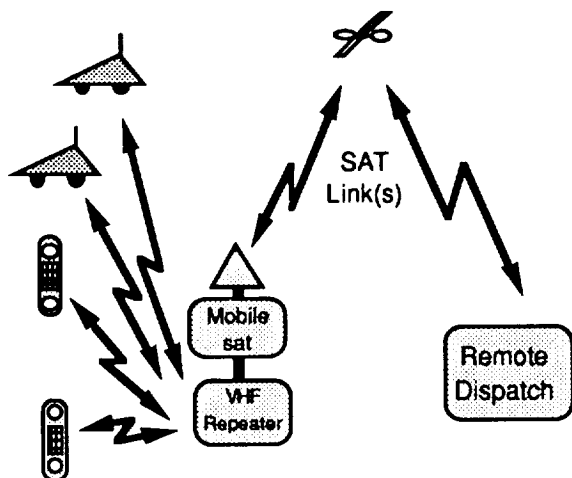 SAT
Link(s)
Mobile
sat
VHF
Repeater
Remote
Dispatch